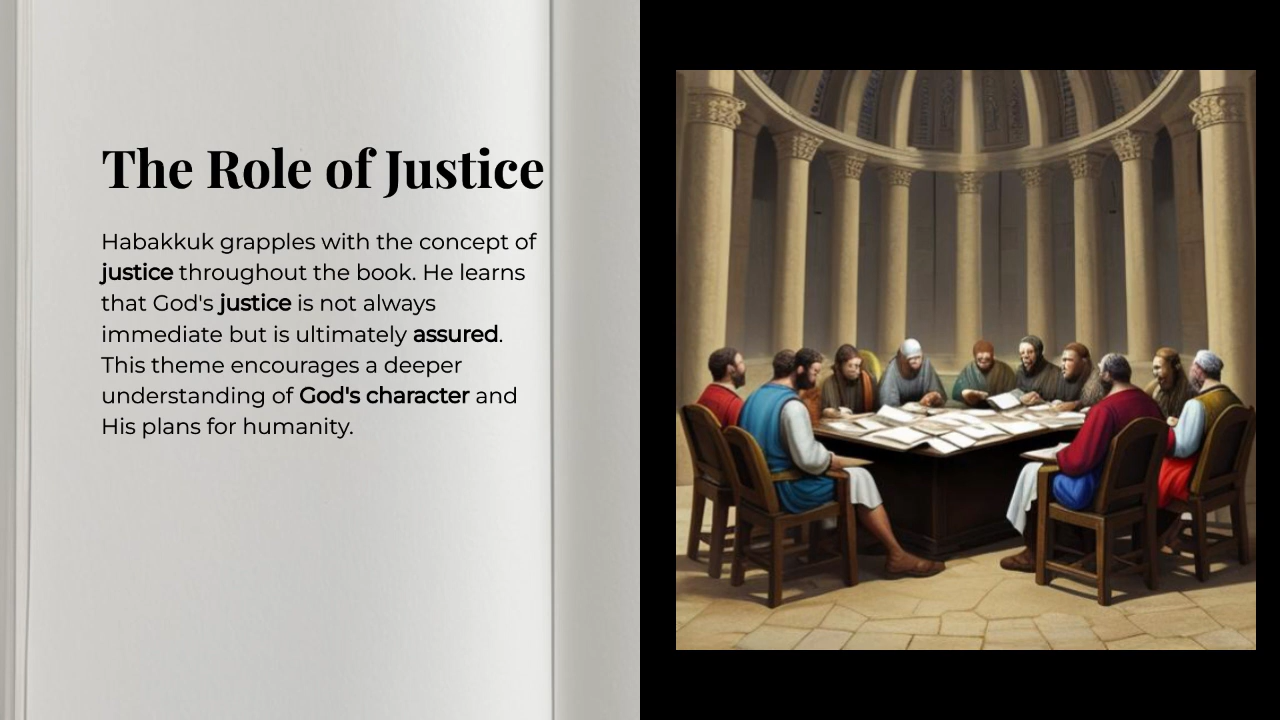 The Role of Justice
Habakkuk grapples with the concept of
justice throughout the book. He learns
that God's justice is not always
immediate but is ultimately assured.
This theme encourages a deeper
understanding of God's character and
His plans for humanity.